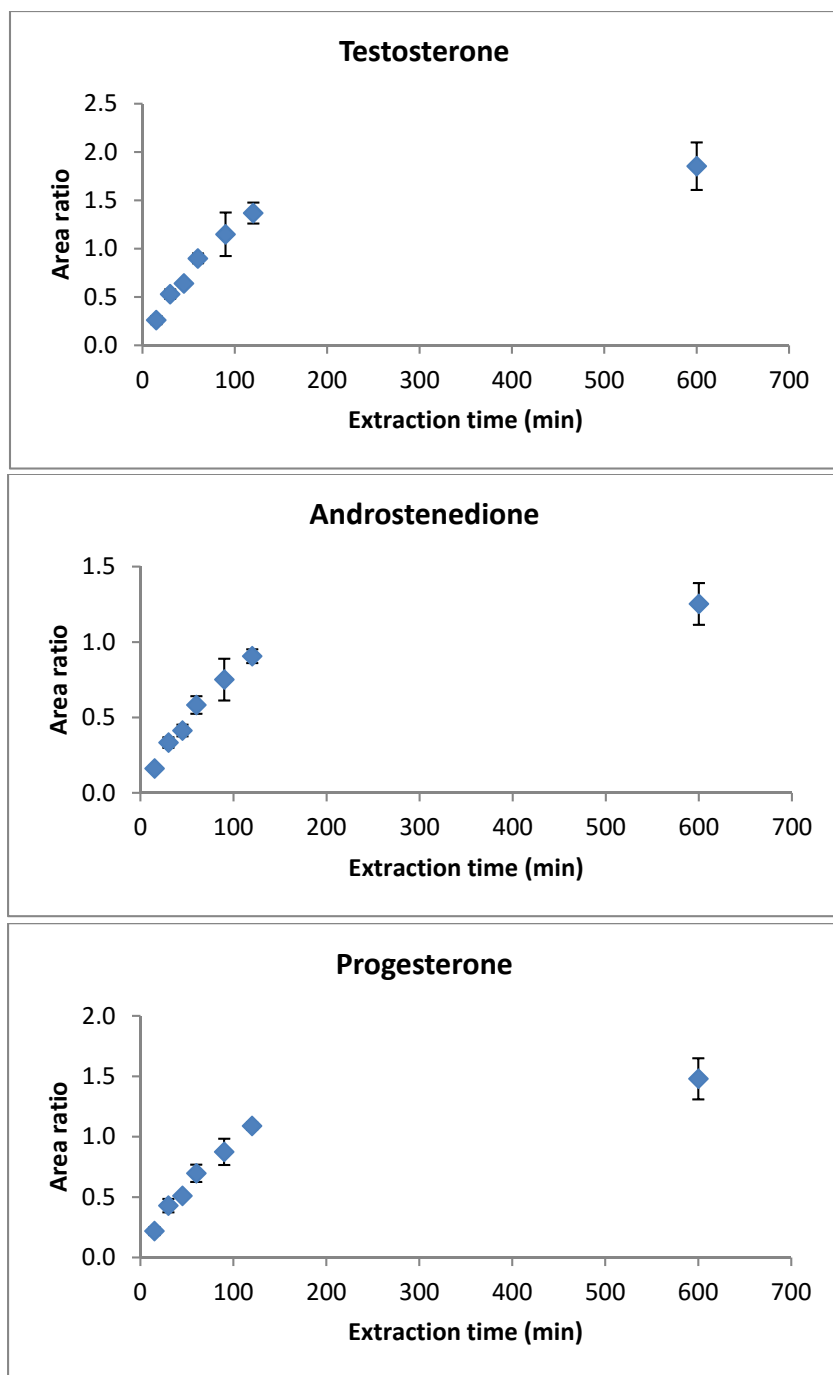 Testosterone
2.5
2.0
1.5
1.0
0.5
0.0
Area ratio
0 100 200 300 400 500 600 700
Extraction time (min)
Androstenedione
1.5
1.0
0.5
0.0
Area ratio
0 100 200 300 400 500 600 700
Extraction time (min)
Progesterone
2.0
1.5
1.0
0.5
0.0
Area ratio
0 100 200 300 400 500 600 700
Extraction time (min)